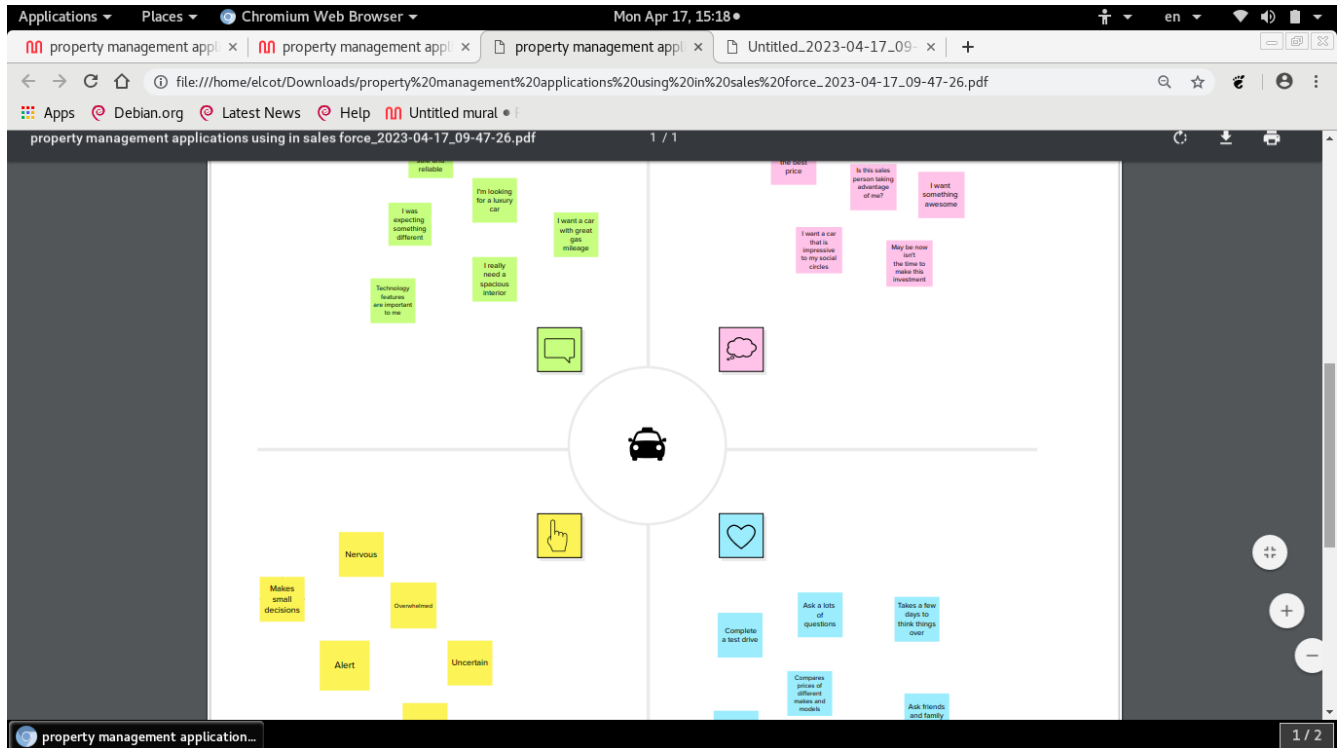 Applications Places Chromium Web Browser Mon Apr 17, 15:18 en
property management appl property management appl property management appl Untitled_2023-04-17_09-
file:///home/elcot/Downloads/property%20management%20applications%20using%20in%20sales%20force_2023-04-17_09-47-26.pdf
Apps Debian.org Latest News Help Untitled mural
property management applications using in sales force_2023-04-17_09-47-26.pdf 1 / 1
reliable
I'm looking
for a luxury
car
I was
expecting
something
different
I want a car
with great
gas
mileage
I really
need a
spacious
interior
Technology
features
are important
to me
the best
price
Is this sales
person taking
advantage
of me?
I want
something
awesome
I want a car
that is
impressive
to my social
circles
May be now
isn't
the time to
make this
investment
Nervous
Makes
small
decisions
Overwhelmed
Alert
Uncertain
Ask a lots
of
questions
Takes a few
days to
think things
over
Complete
a test drive
Compares
prices of
different
makes and
models
Ask friends
and family
property management application...
1 / 2